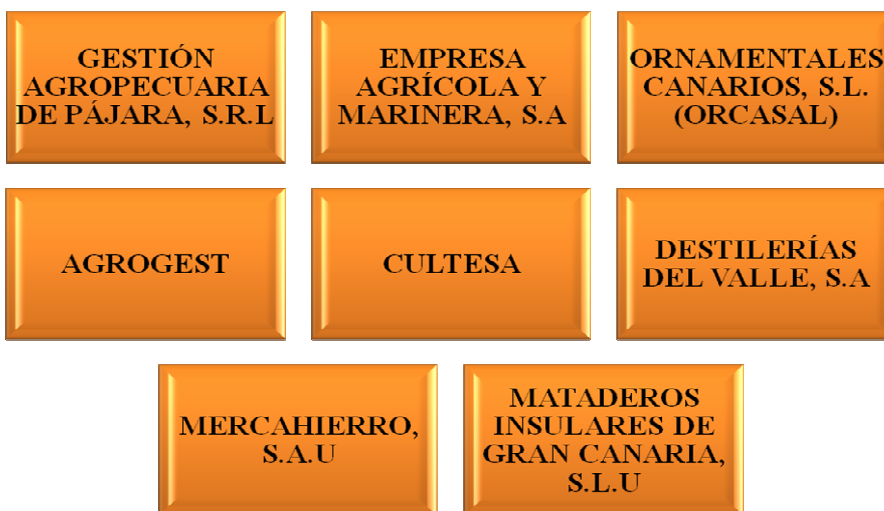 GESTIÓN
AGROPECUARIA
DE PÁJARA, S.R.L
EMPRESA
AGRÍCOLA Y
MARINERA, S.A
ORNAMENTALES
CANARIOS, S.L.
(ORCASAL)
AGROGEST
CULTESA
DESTILERÍAS
DEL VALLE, S.A
MERCAHIERRO,
S.A.U
MATADEROS
INSULARES DE
GRAN CANARIA,
S.L.U